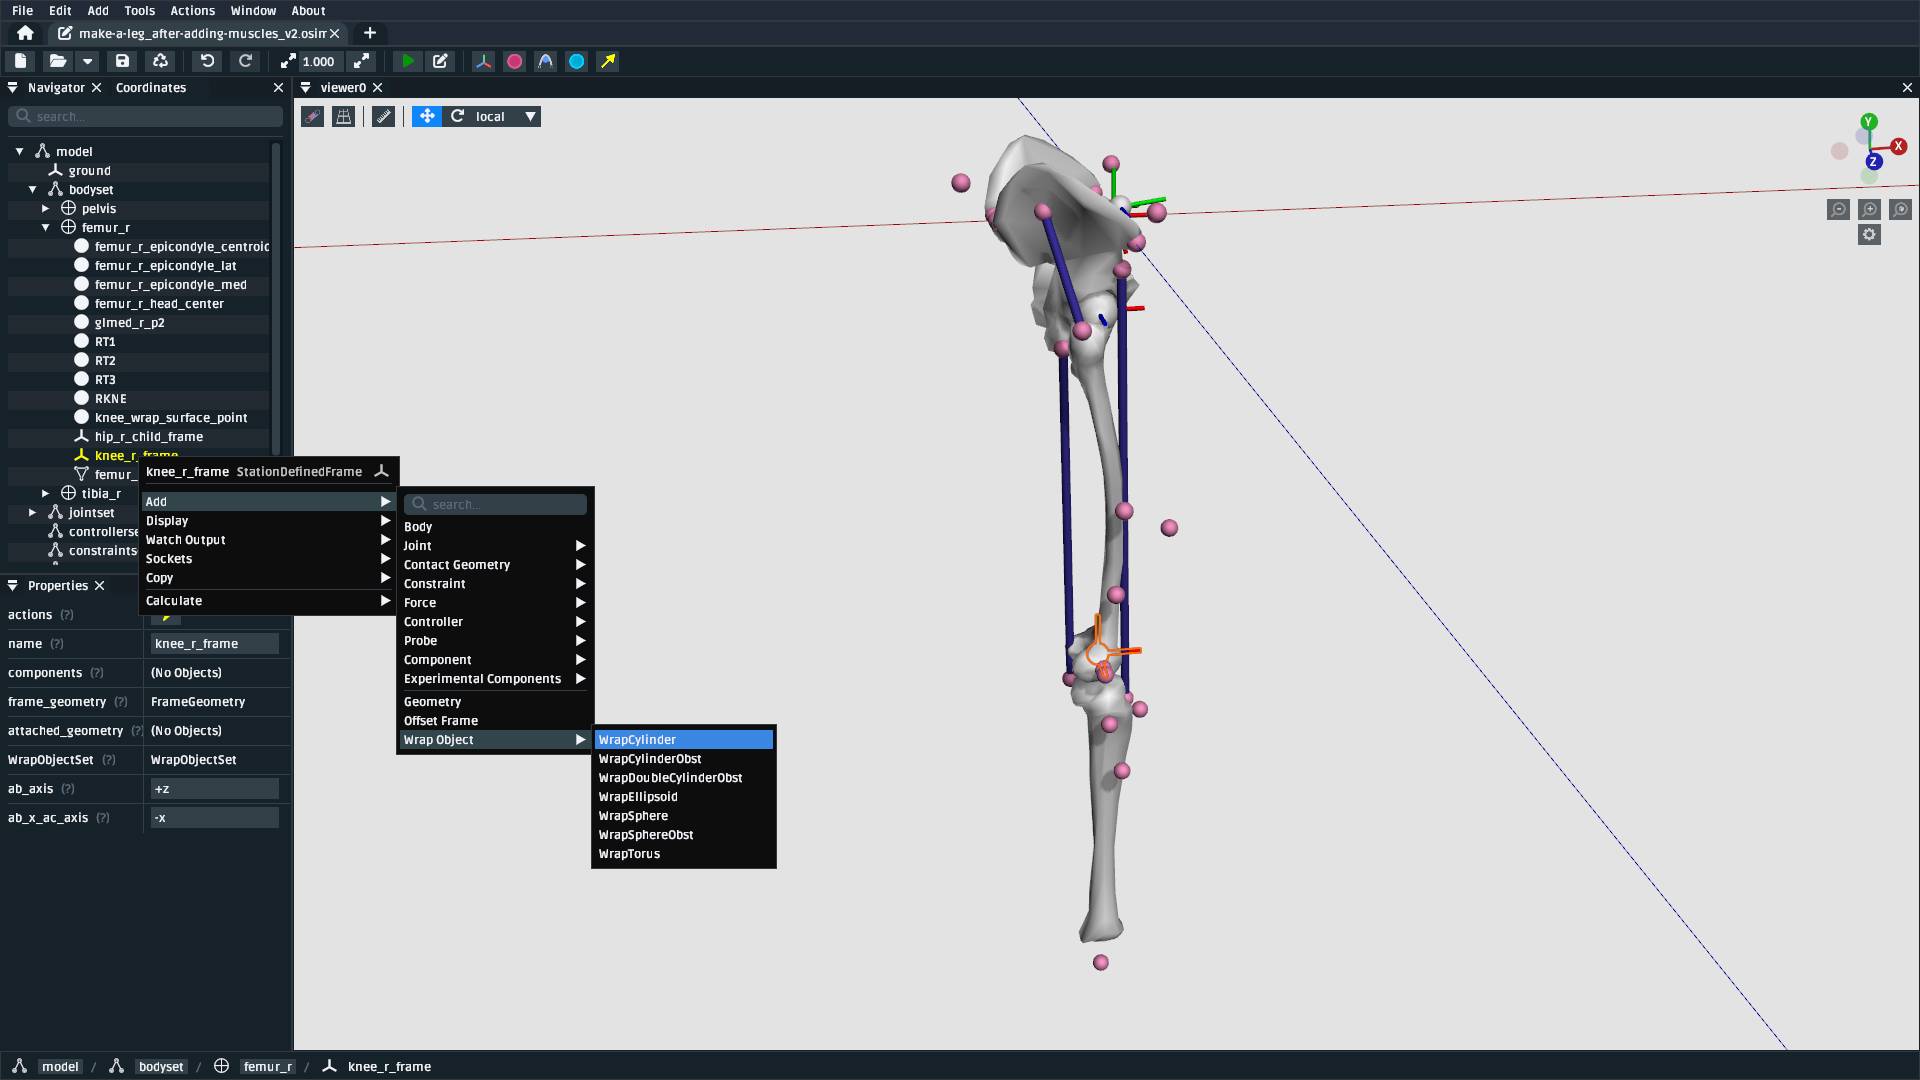 File Edit Add Tools Actions Window About
make-a-leg_after-adding-muscles_v2.osim
1.000
Navigator Coordinates
viewer0
search...
local
model
ground
bodyset
pelvis
femur_r
femur_r_epicondyle_centroid
femur_r_epicondyle_lat
femur_r_epicondyle_med
femur_r_head_center
glmed_r_p2
RT1
RT2
RT3
RKNE
knee_wrap_surface_point
hip_r_child_frame
knee_r_frame
femur_
tibia_r
jointset
controllerse
constraints
knee_r_frame StationDefinedFrame
Add
Display
Watch Output
Sockets
Copy
Calculate
search...
Body
Joint
Contact Geometry
Constraint
Force
Controller
Probe
Component
Experimental Components
Geometry
Offset Frame
Wrap Object
WrapCylinder
WrapCylinderObst
WrapDoubleCylinderObst
WrapEllipsoid
WrapSphere
WrapSphereObst
WrapTorus
Properties
actions (?)
name (?) knee_r_frame
components (?) (No Objects)
frame_geometry (?) FrameGeometry
attached_geometry (?) (No Objects)
WrapObjectSet (?) WrapObjectSet
ab_axis (?) +z
ab_x_ac_axis (?) -x
Y
X
Z
model / bodyset / femur_r / knee_r_frame